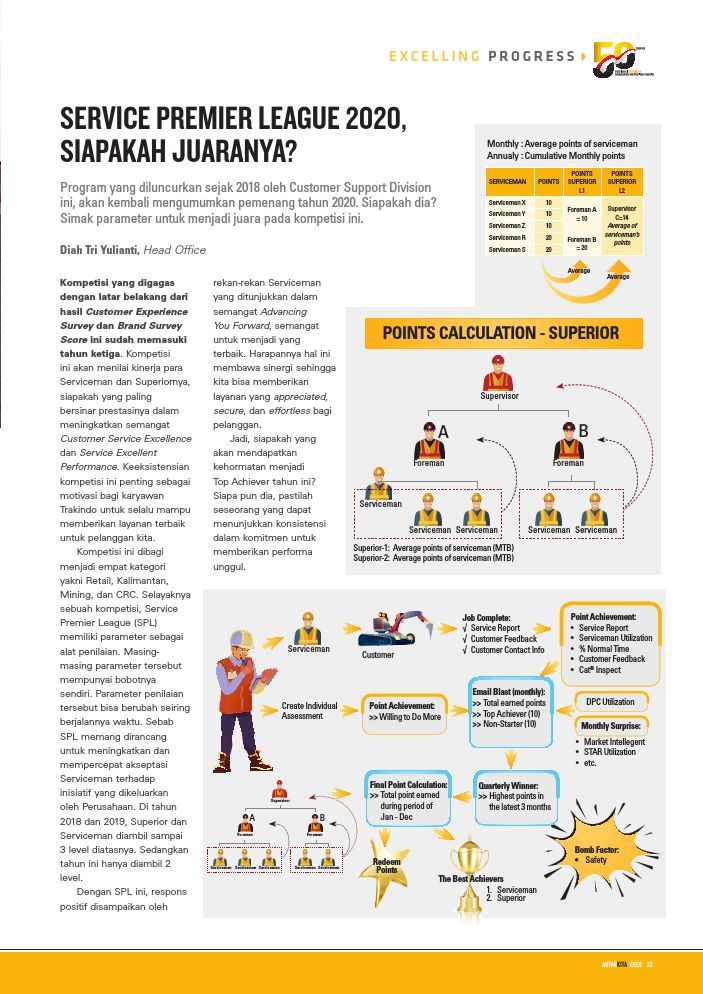 EXCELLING PROGRESS
50
SERVICE PREMIER LEAGUE 2020,
SIAPAKAH JUARANYA?
Program yang diluncurkan sejak 2018 oleh Customer Support Division
ini, akan kembali mengumumkan pemenang tahun 2020. Siapakah dia?
Simak parameter untuk menjadi juara pada kompetisi ini.
Diah Tri Yulianti, Head Office
Kompetisi yang digagas
dengan latar belakang dari
hasil Customer Experience
Survey dan Brand Survey
Score ini sudah memasuki
tahun ketiga. Kompetisi
ini akan menilai kinerja para
Serviceman dan Superiornya,
siapakah yang paling
bersinar prestasinya dalam
meningkatkan semangat
Customer Service Excellence
dan Service Excellent
Performance. Keeksistensian
kompetisi ini penting sebagai
motivasi bagi karyawan
Trakindo untuk selalu mampu
memberikan layanan terbaik
untuk pelanggan kita.
Kompetisi ini dibagi
menjadi empat kategori
yakni Retail, Kalimantan,
Mining, dan CRC. Selayaknya
sebuah kompetisi, Service
Premier League (SPL)
memiliki parameter sebagai
alat penilaian. Masing-
masing parameter tersebut
mempunyai bobotnya
sendiri. Parameter penilaian
tersebut bisa berubah seiring
berjalannya waktu. Sebab
SPL memang dirancang
untuk meningkatkan dan
mempercepat akseptasi
Serviceman terhadap
inisiatif yang dikeluarkan
oleh Perusahaan. Di tahun
2018 dan 2019, Superior dan
Serviceman diambil sampai
3 level diatasnya. Sedangkan
tahun ini hanya diambil 2
level.
Dengan SPL ini, respons
positif disampaikan oleh
rekan-rekan Serviceman
yang ditunjukkan dalam
semangat Advancing
You Forward, semangat
untuk menjadi yang
terbaik. Harapannya hal ini
membawa sinergi sehingga
kita bisa memberikan
layanan yang appreciated,
secure, dan effortless bagi
pelanggan.
Jadi, siapakah yang
akan mendapatkan
kehormatan menjadi
Top Achiever tahun ini?
Siapa pun dia, pastilah
seseorang yang dapat
menunjukkan konsistensi
dalam komitmen untuk
memberikan performa
unggul.
Monthly : Average points of serviceman
Annualy : Cumulative Monthly points
SERVICEMAN POINTS POINTS SUPERIOR L1 POINTS SUPERIOR L2
Serviceman X 10
Serviceman Y 10
Serviceman Z 10
Serviceman R 20
Serviceman S 20
Foreman A
= 10
Foreman B
= 20
Supervisor
C=14
Average of
serviceman's
points
Average
Average
POINTS CALCULATION - SUPERIOR
Supervisor
A
B
Foreman
Foreman
Serviceman
Serviceman Serviceman
Serviceman Serviceman
Superior-1: Average points of serviceman (MTB)
Superior-2: Average points of serviceman (MTB)
Serviceman
Customer
Job Complete:
√ Service Report
√ Customer Feedback
√ Customer Contact Info
Point Achievement:
• Service Report
• Serviceman Utilization
• % Normal Time
• Customer Feedback
• Cat® Inspect
Create Individual
Assessment
Point Achievement:
>> Willing to Do More
Email Blast (monthly):
>> Total earned points
>> Top Achiever (10)
>> Non-Starter (10)
DPC Utilization
Monthly Surprise:
• Market Intellegent
• STAR Utilization
• etc.
Final Point Calculation:
>> Total point earned
during period of
Jan - Dec
Quarterly Winner:
>> Highest points in
the latest 3 months
Supervisor
A
B
Foreman
Foreman
Serviceman Serviceman Serviceman
Serviceman Serviceman
Redeem
Points
The Best Achievers
1. Serviceman
2. Superior
Bomb Factor:
• Safety
ANTARKITA 2020 33